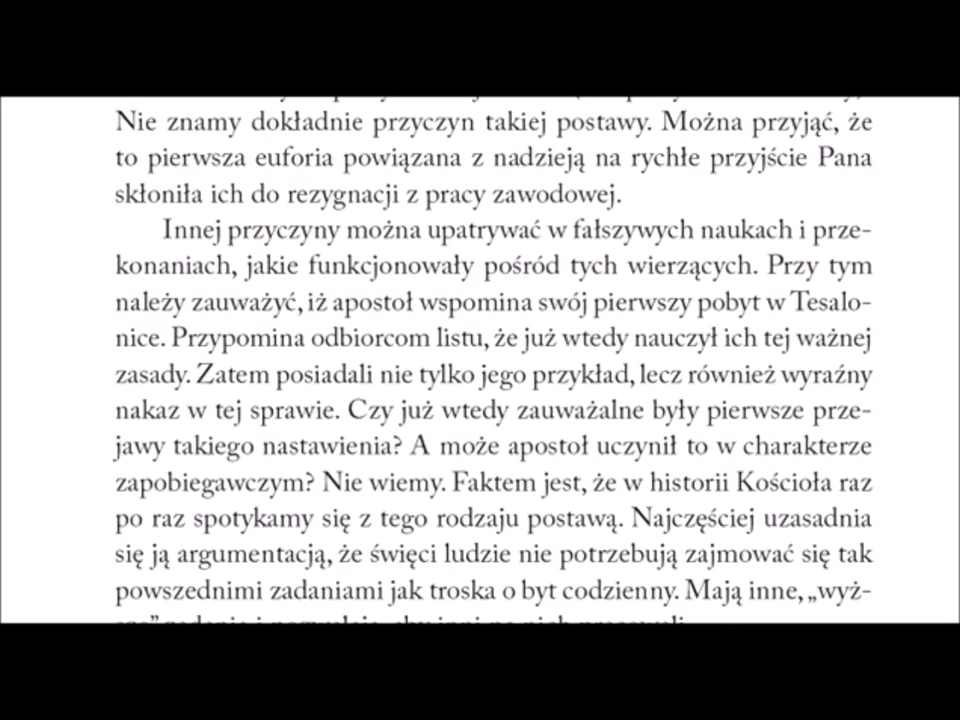 Nie znamy dokładnie przyczyn takiej postawy. Można przyjąć, że
to pierwsza euforia powiązana z nadzieją na rychłe przyjście Pana
skłoniła ich do rezygnacji z pracy zawodowej.
Innej przyczyny można upatrywać w fałszywych naukach i prze-
konaniach, jakie funkcjonowały pośród tych wierzących. Przy tym
należy zauważyć, iż apostoł wspomina swój pierwszy pobyt w Tesalo-
nice. Przypomina odbiorcom listu, że już wtedy nauczył ich tej ważnej
zasady. Zatem posiadali nie tylko jego przykład, lecz również wyraźny
nakaz w tej sprawie. Czy już wtedy zauważalne były pierwsze prze-
jawy takiego nastawienia? A może apostoł uczynił to w charakterze
zapobiegawczym? Nie wiemy. Faktem jest, że w historii Kościoła raz
po raz spotykamy się z tego rodzaju postawą. Najczęściej uzasadnia
się ją argumentacją, że święci ludzie nie potrzebują zajmować się tak
powszednimi zadaniami jak troska o byt codzienny. Mają inne, „wyż-